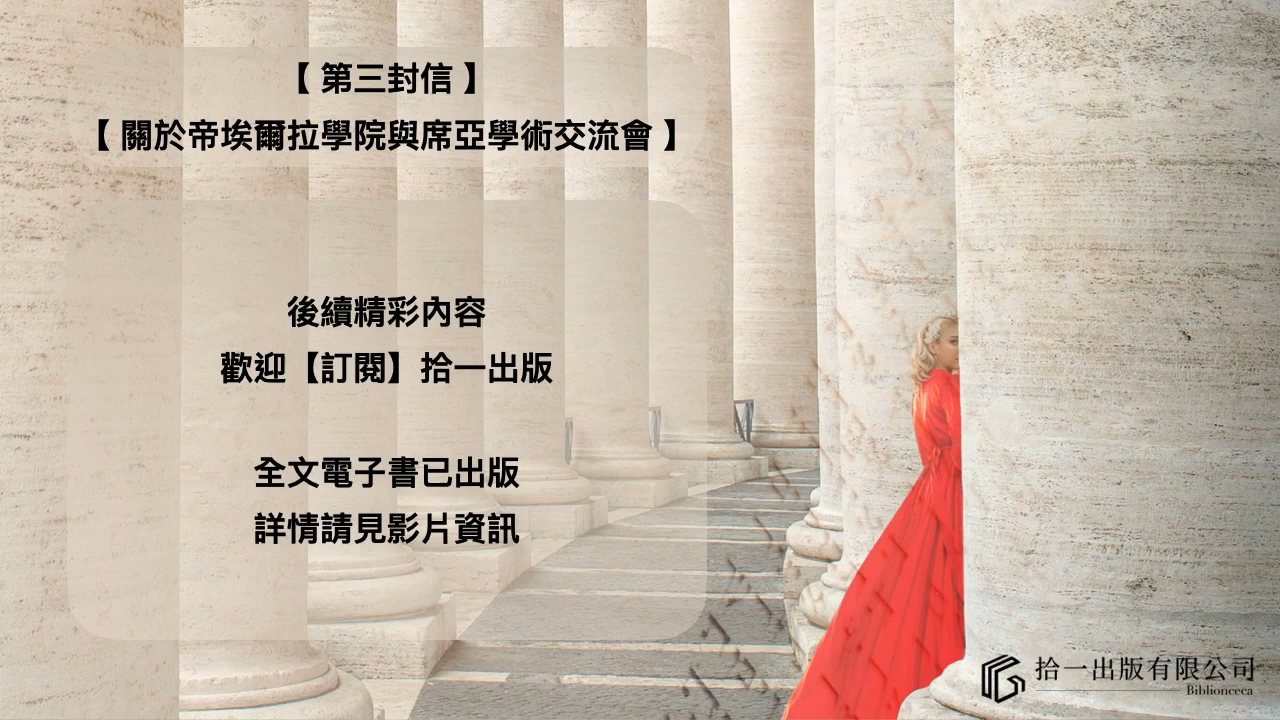 【 第三封信 】
【 關於帝埃爾拉學院與席亞學術交流會 】
後續精彩內容
歡迎【訂閱】拾一出版
全文電子書已出版
詳情請見影片資訊
拾一出版有限公司
Biblionceca